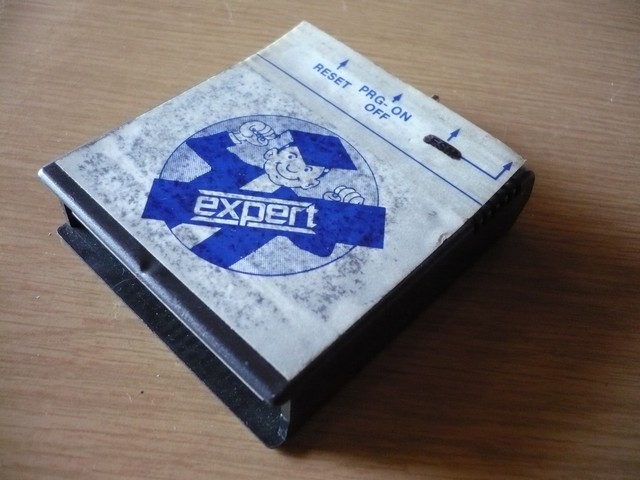 RESET PRG- ON
OFF
expert